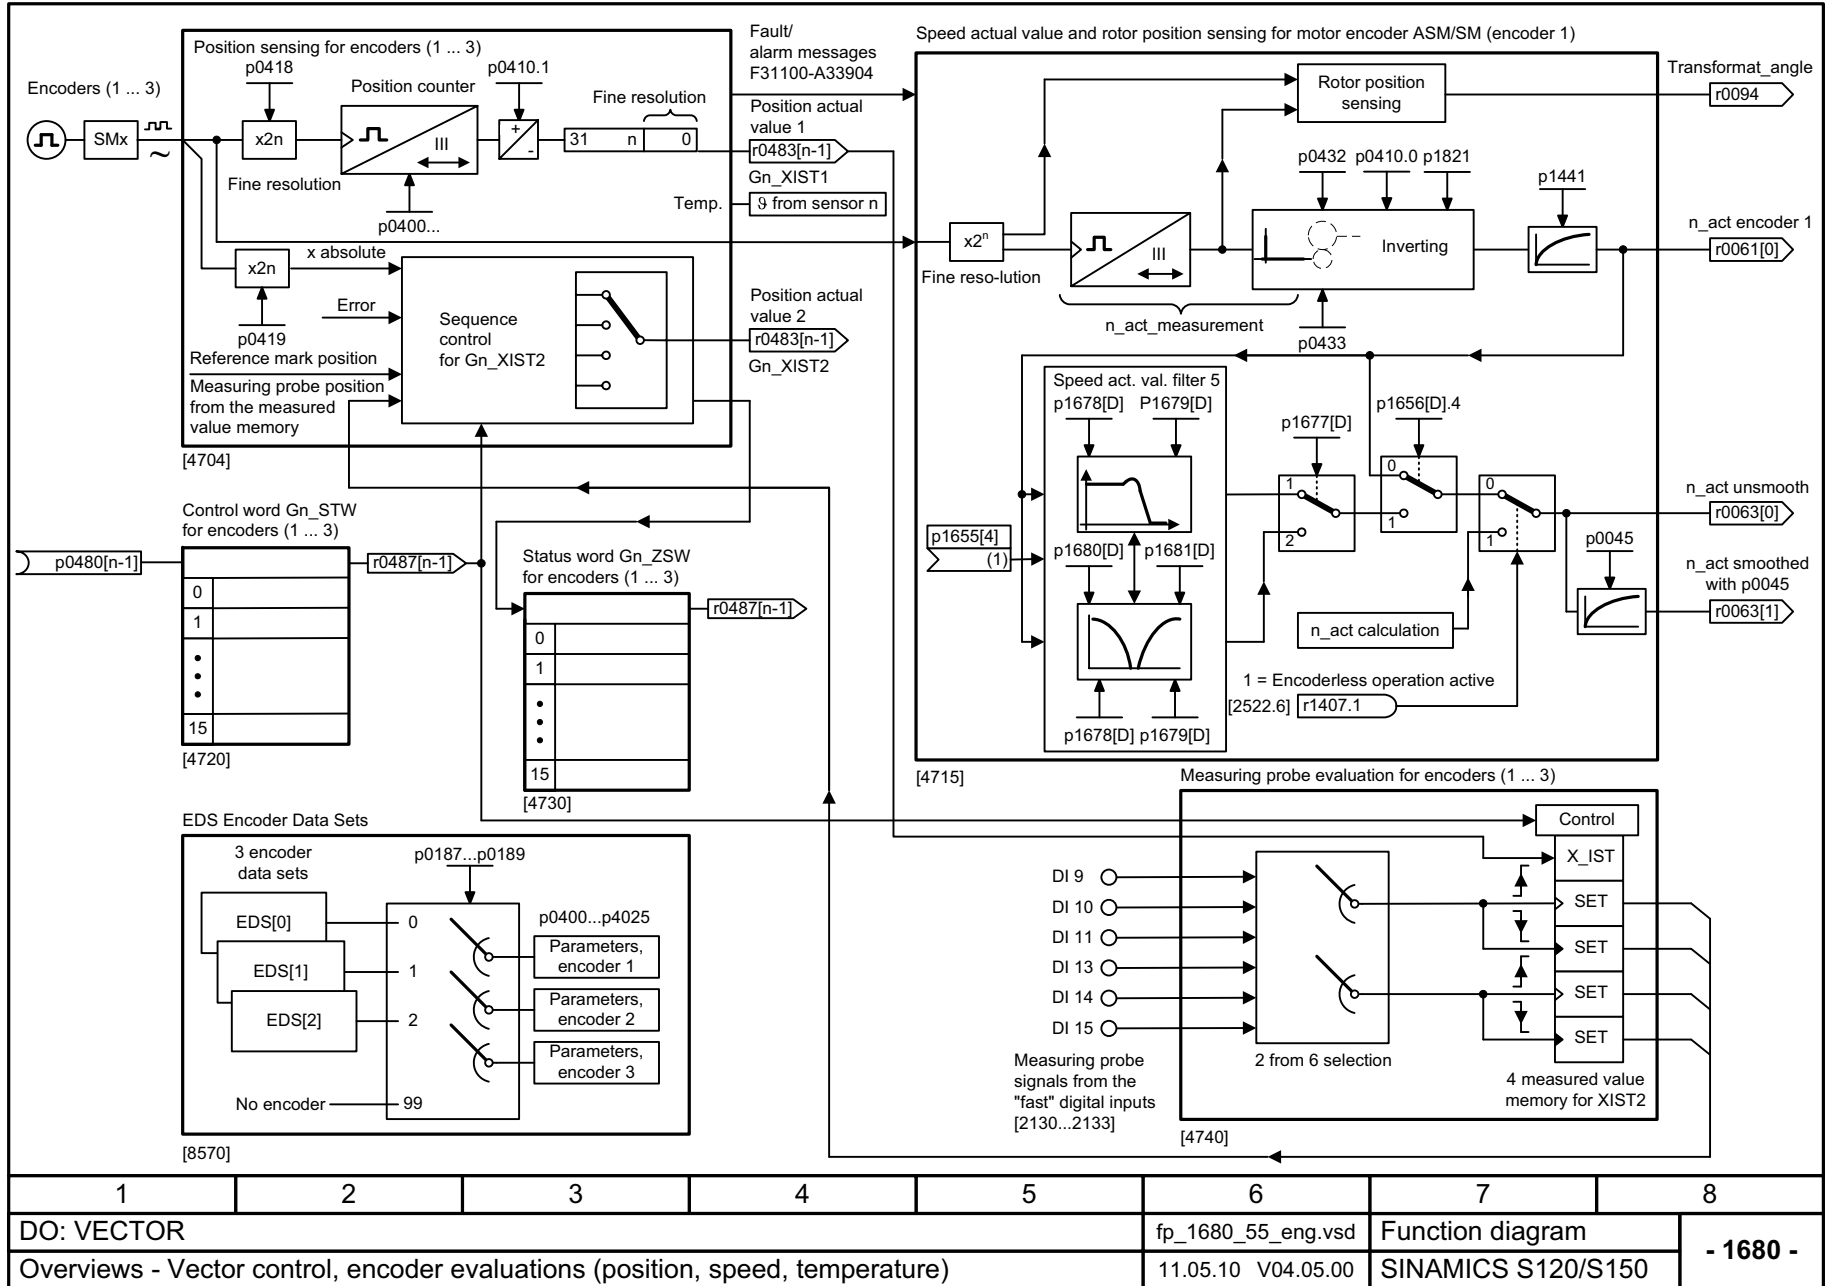 Position sensing for encoders (1 ... 3)
Encoders (1 ... 3)
SMx
p0418
x2n
Fine resolution
Position counter
III
p0400...
p0410.1
+
-
Fine resolution
31 n 0
Fault/
alarm messages
F31100-A33904
Position actual
value 1
r0483[n-1]
Gn_XIST1
Temp.
ϑ from sensor n
x2n
x absolute
p0419
Error
Reference mark position
Measuring probe position
from the measured
value memory
Sequence
control
for Gn_XIST2
Position actual
value 2
r0483[n-1]
Gn_XIST2
[4704]
Speed actual value and rotor position sensing for motor encoder ASM/SM (encoder 1)
Rotor position
sensing
Transformat_angle
r0094
x2ⁿ
Fine reso-lution
III
n_act_measurement
p0432 p0410.0 p1821
Inverting
p0433
p1441
n_act encoder 1
r0061[0]
Speed act. val. filter 5
p1678[D] P1679[D]
p1680[D] p1681[D]
p1678[D] p1679[D]
p1655[4]
(1)
p1677[D]
1
2
p1656[D].4
0
1
0
1
n_act unsmooth
r0063[0]
p0045
n_act smoothed
with p0045
r0063[1]
n_act calculation
1 = Encoderless operation active
[2522.6] r1407.1
[4715]
Control word Gn_STW
for encoders (1 ... 3)
p0480[n-1]
r0487[n-1]
0
1
15
[4720]
Status word Gn_ZSW
for encoders (1 ... 3)
r0487[n-1]
0
1
15
[4730]
EDS Encoder Data Sets
3 encoder
data sets
EDS[0]
EDS[1]
EDS[2]
No encoder
p0187...p0189
0
1
2
99
p0400...p4025
Parameters,
encoder 1
Parameters,
encoder 2
Parameters,
encoder 3
[8570]
Measuring probe evaluation for encoders (1 ... 3)
DI 9
DI 10
DI 11
DI 13
DI 14
DI 15
Measuring probe
signals from the
"fast" digital inputs
[2130...2133]
2 from 6 selection
Control
X_IST
SET
SET
SET
SET
4 measured value
memory for XIST2
[4740]
1 2 3 4 5 6 7 8
DO: VECTOR
fp_1680_55_eng.vsd
Function diagram
- 1680 -
Overviews - Vector control, encoder evaluations (position, speed, temperature)
11.05.10 V04.05.00
SINAMICS S120/S150